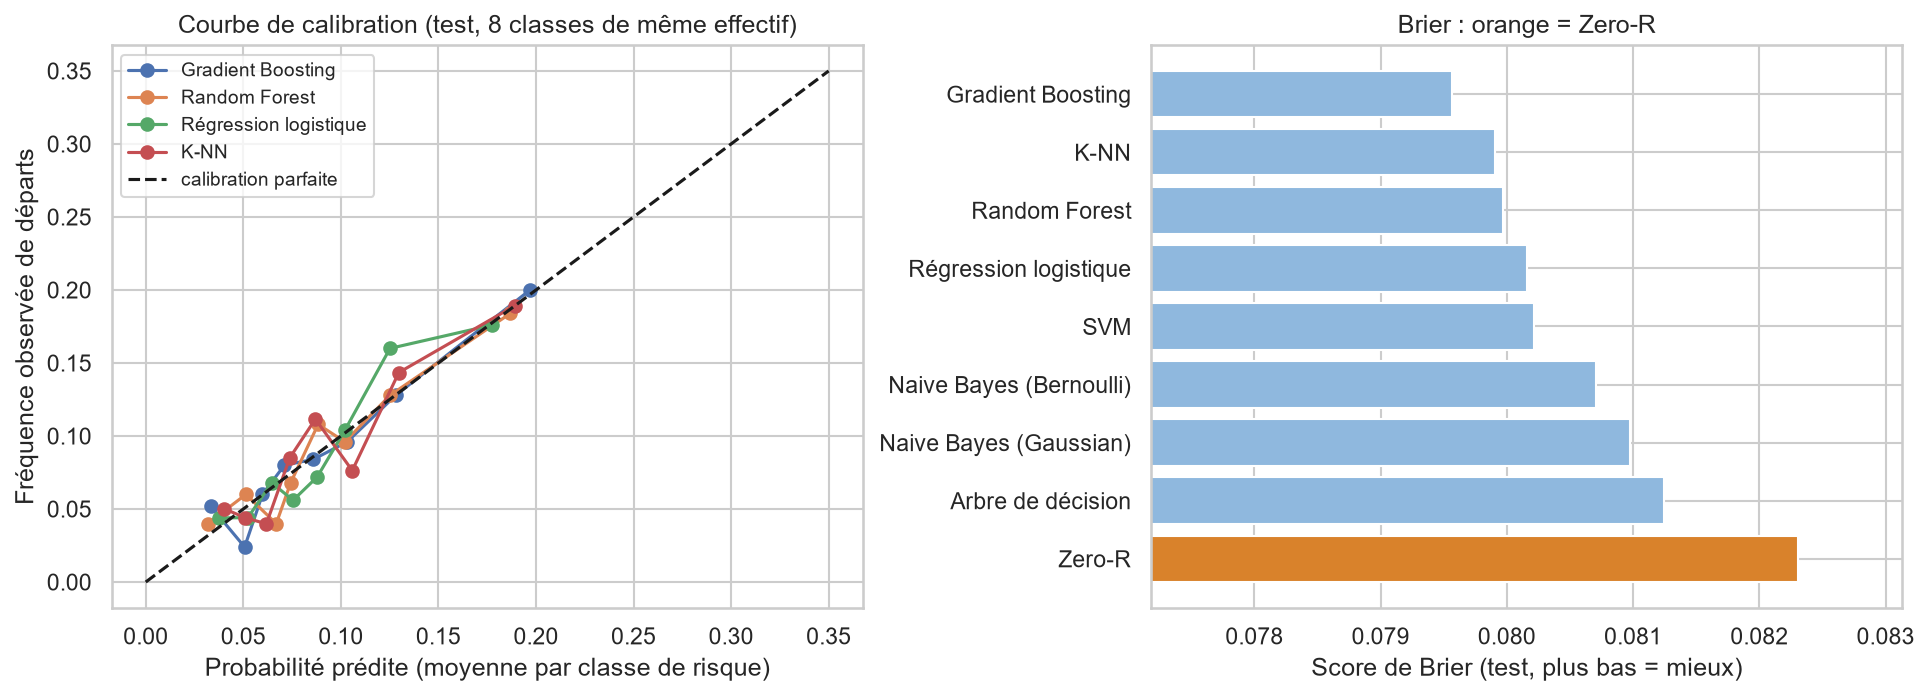 Courbe de calibration (test, 8 classes de même effectif)
Gradient Boosting
Random Forest
Régression logistique
K-NN
calibration parfaite
Fréquence observée de départs
0.35
0.30
0.25
0.20
0.15
0.10
0.05
0.00
0.00 0.05 0.10 0.15 0.20 0.25 0.30 0.35
Probabilité prédite (moyenne par classe de risque)
Brier : orange = Zero-R
Gradient Boosting
K-NN
Random Forest
Régression logistique
SVM
Naive Bayes (Bernoulli)
Naive Bayes (Gaussian)
Arbre de décision
Zero-R
0.078 0.079 0.080 0.081 0.082 0.083
Score de Brier (test, plus bas = mieux)